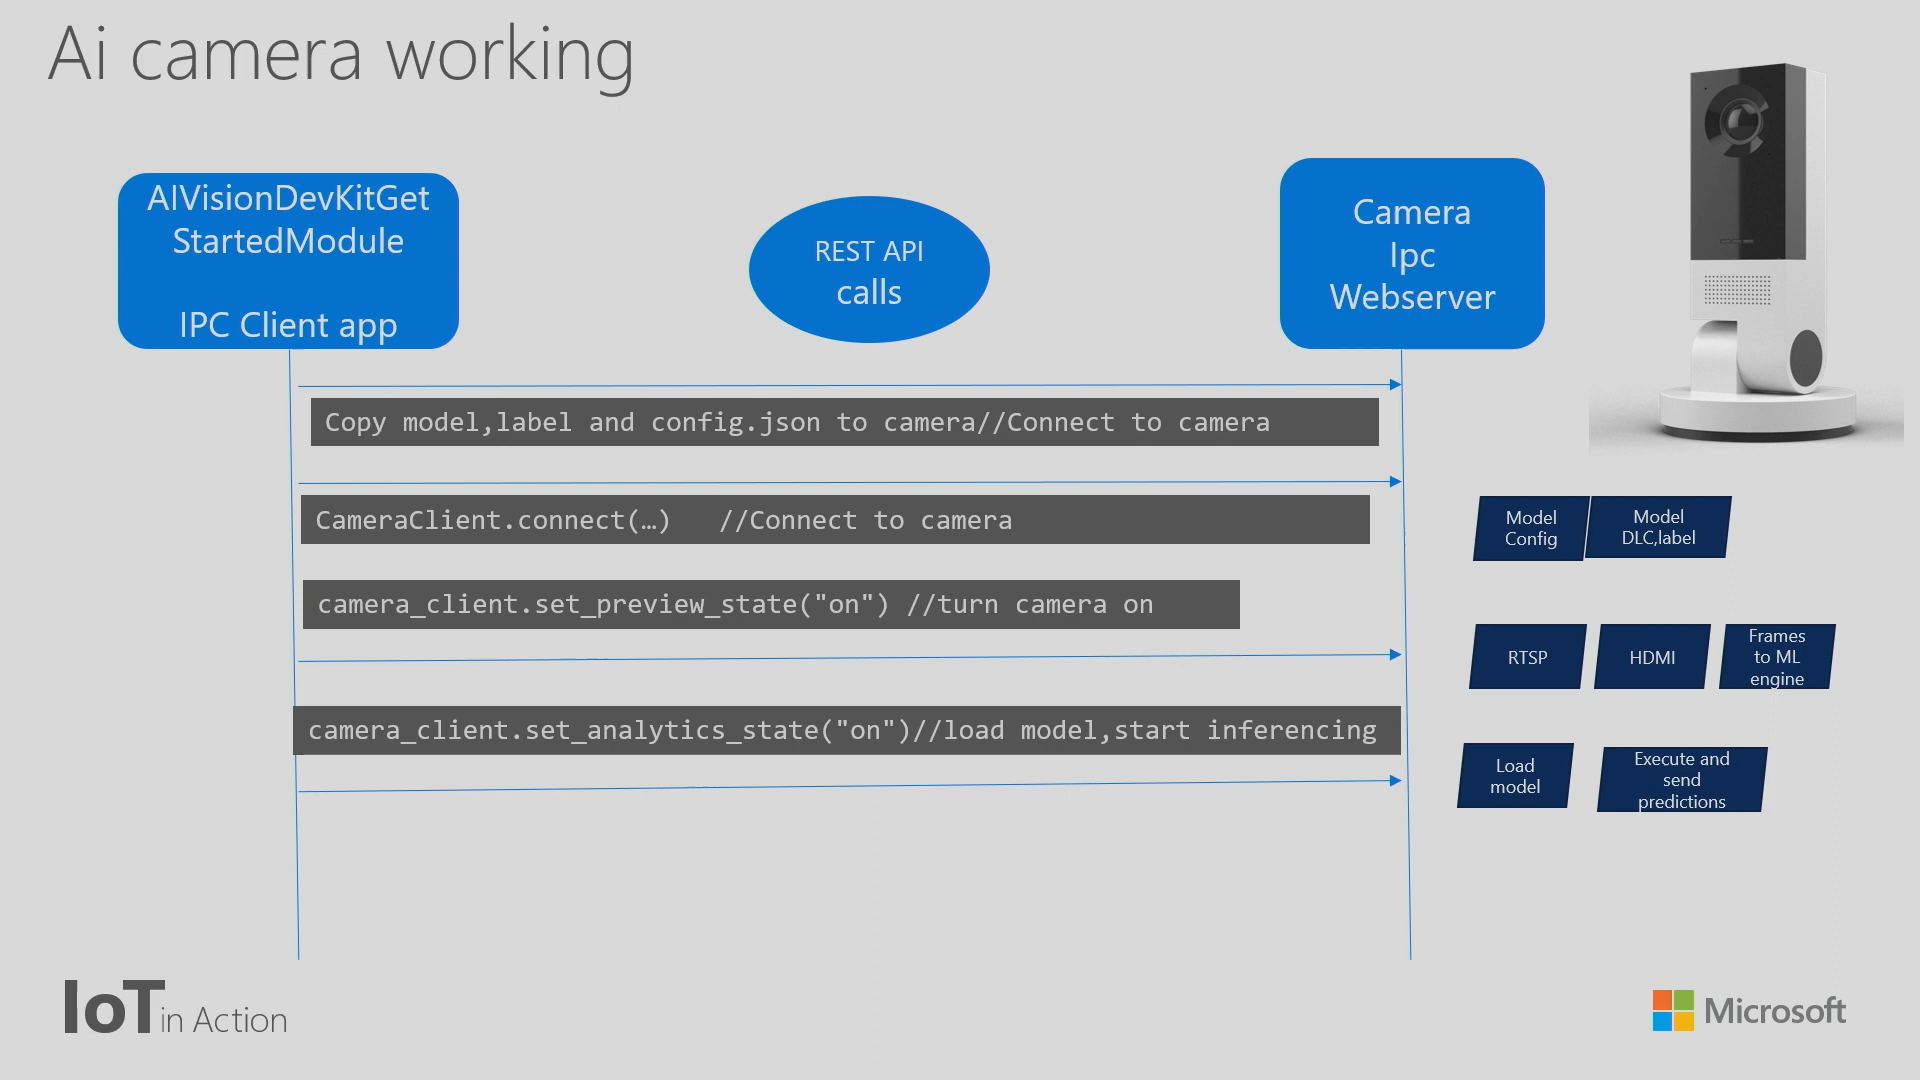 Ai camera working
AIVisionDevKitGet
StartedModule
IPC Client app
REST API
calls
Camera
Ipc
Webserver
Copy model,label and config.json to camera//Connect to camera
CameraClient.connect(…) //Connect to camera
Model
Config
Model
DLC,label
camera_client.set_preview_state("on") //turn camera on
RTSP
HDMI
Frames
to ML
engine
camera_client.set_analytics_state("on")//load model,start inferencing
Load
model
Execute and
send
predictions
IoT in Action
Microsoft